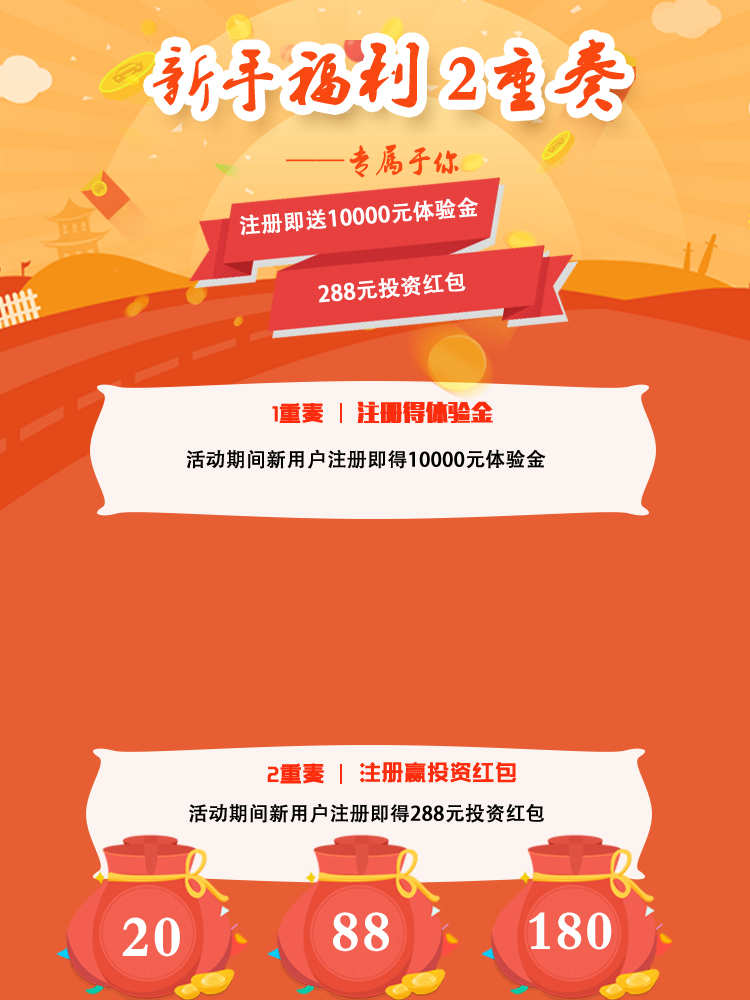 新手福利2重奏
——专属于你
注册即送10000元体验金
288元投资红包
1重麦 | 注册得体验金
活动期间新用户注册即得10000元体验金
2重麦 | 注册赢投资红包
活动期间新用户注册即得288元投资红包
20
88
180